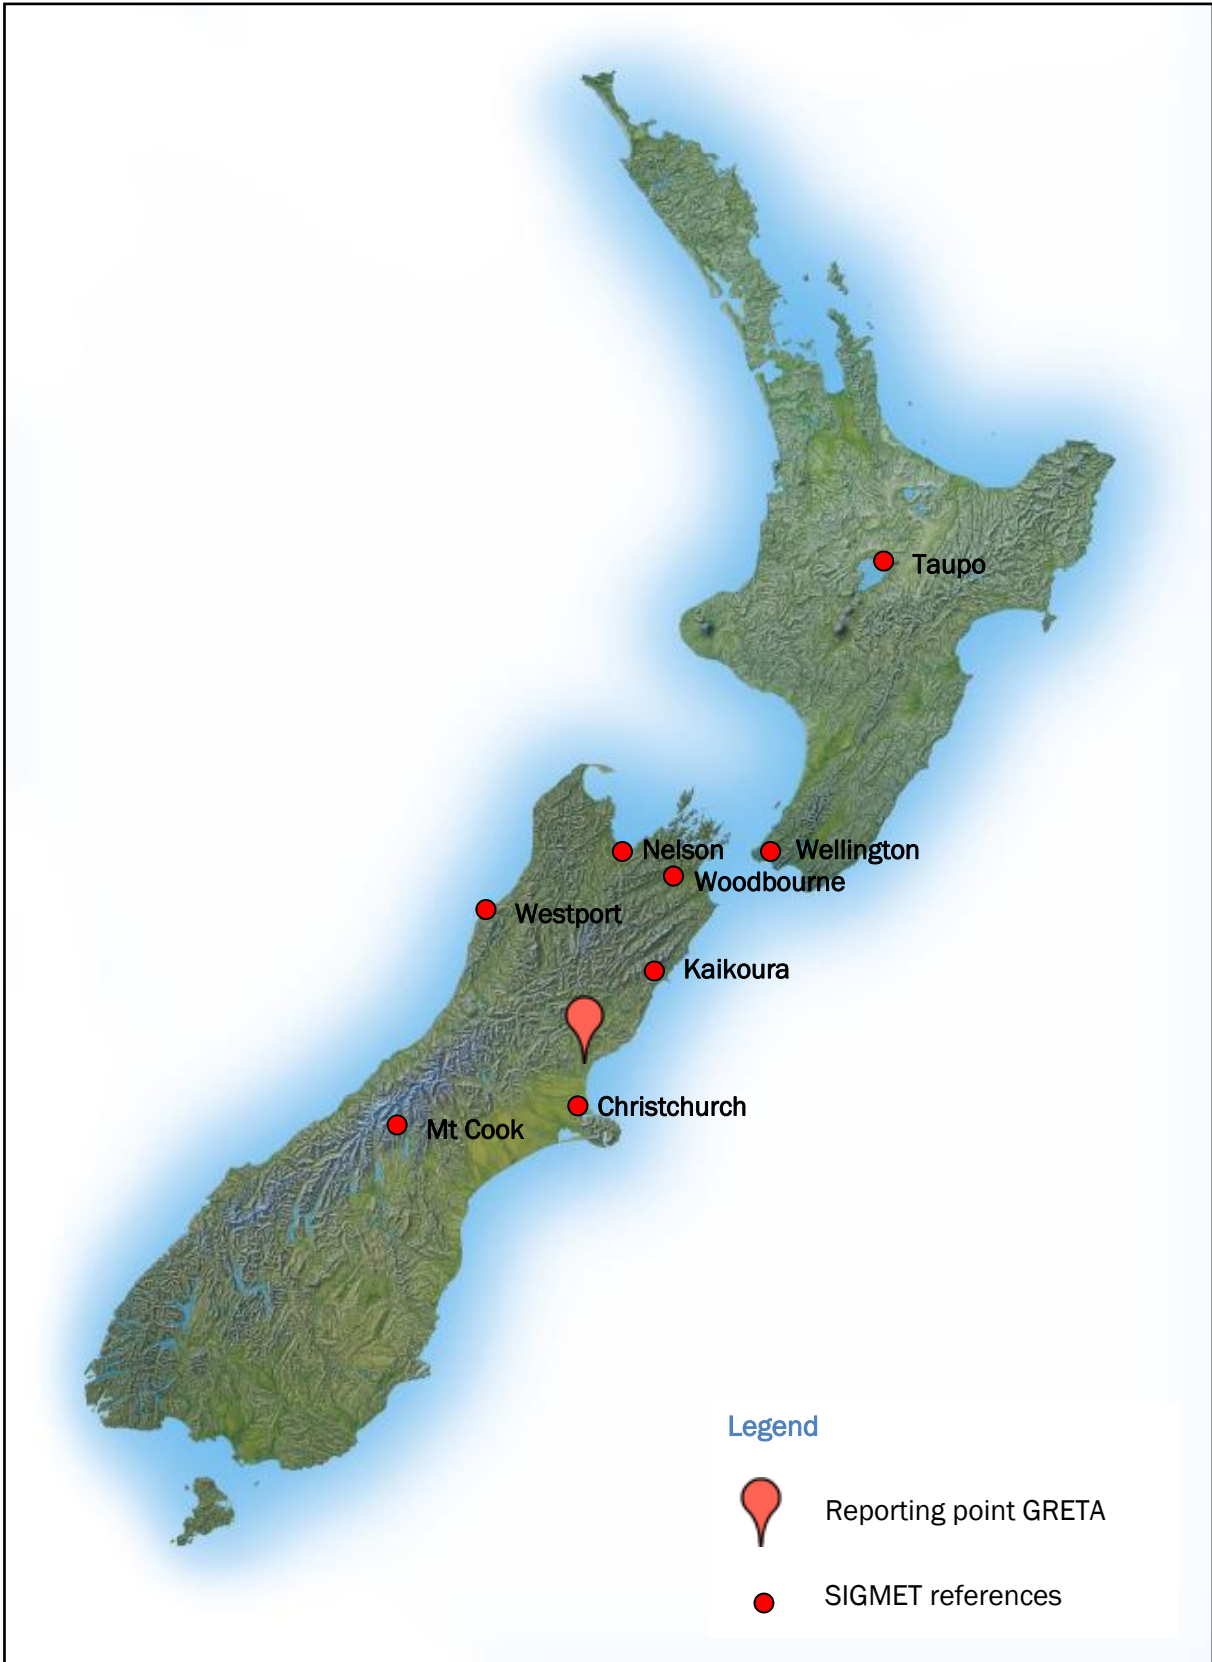 Taupo
Nelson
Wellington
Woodbourne
Westport
Kaikoura
Christchurch
Mt Cook
Legend
Reporting point GRETA
SIGMET references